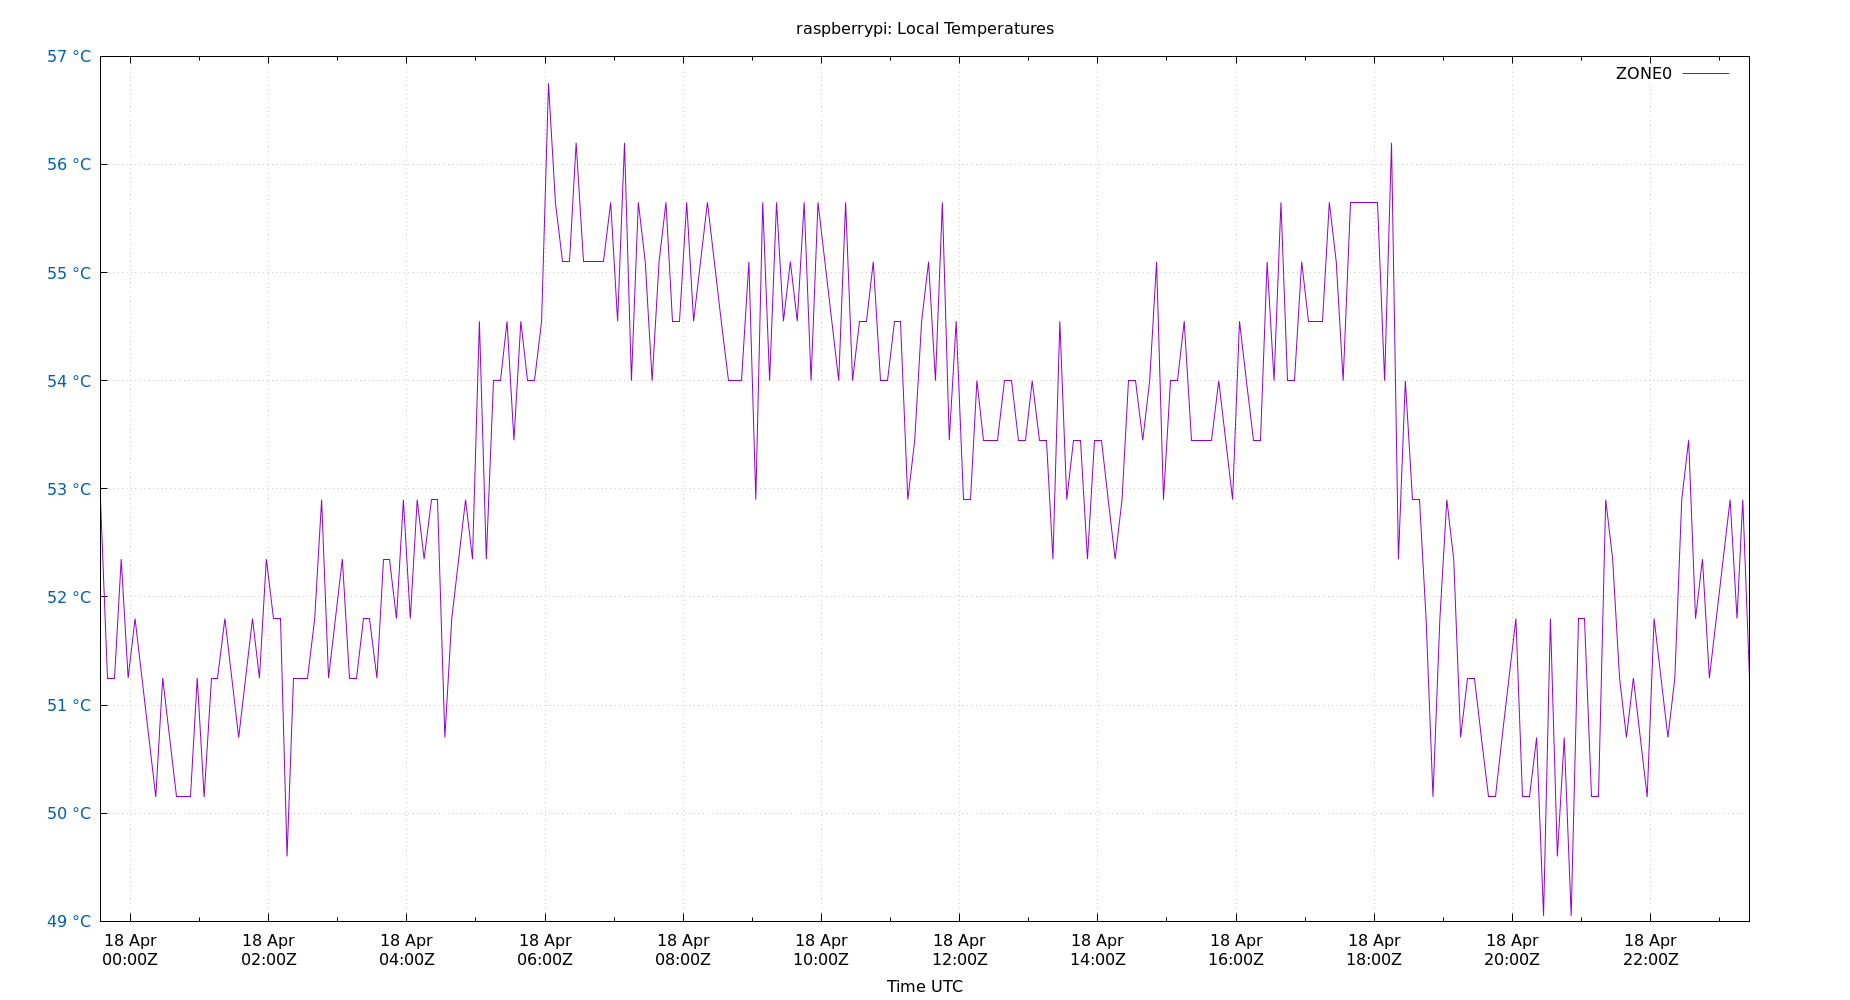 raspberrypi: Local Temperatures
57 °C
ZONE0
56 °C
55 °C
54 °C
53 °C
52 °C
51 °C
50 °C
49 °C
18 Apr 18 Apr 18 Apr 18 Apr 18 Apr 18 Apr 18 Apr 18 Apr 18 Apr 18 Apr 18 Apr 18 Apr
00:00Z 02:00Z 04:00Z 06:00Z 08:00Z 10:00Z 12:00Z 14:00Z 16:00Z 18:00Z 20:00Z 22:00Z
Time UTC